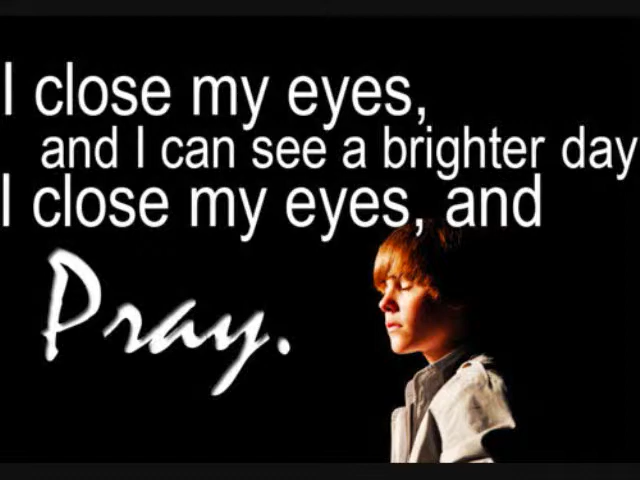 I close my eyes,
and I can see a brighter day
I close my eyes, and
Pray.